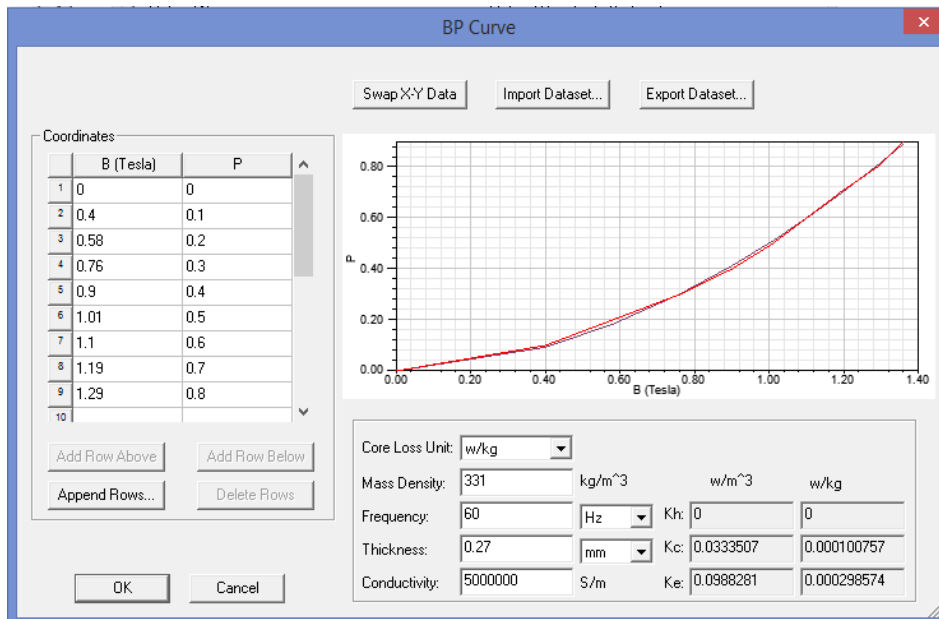 BP Curve
Swap X-Y Data Import Dataset... Export Dataset...
Coordinates
B (Tesla) P
1 0 0
2 0.4 0.1
3 0.58 0.2
4 0.76 0.3
5 0.9 0.4
6 1.01 0.5
7 1.1 0.6
8 1.19 0.7
9 1.29 0.8
10
Add Row Above Add Row Below
Append Rows... Delete Rows
OK Cancel
0.80
0.60
P
0.40
0.20
0.00
0.00 0.20 0.40 0.60 0.80 1.00 1.20 1.40
B (Tesla)
Core Loss Unit: w/kg
Mass Density: 331 kg/m^3 w/m^3 w/kg
Frequency: 60 Hz Kh: 0 0
Thickness: 0.27 mm Kc: 0.0333507 0.000100757
Conductivity: 5000000 S/m Ke: 0.0988281 0.000298574